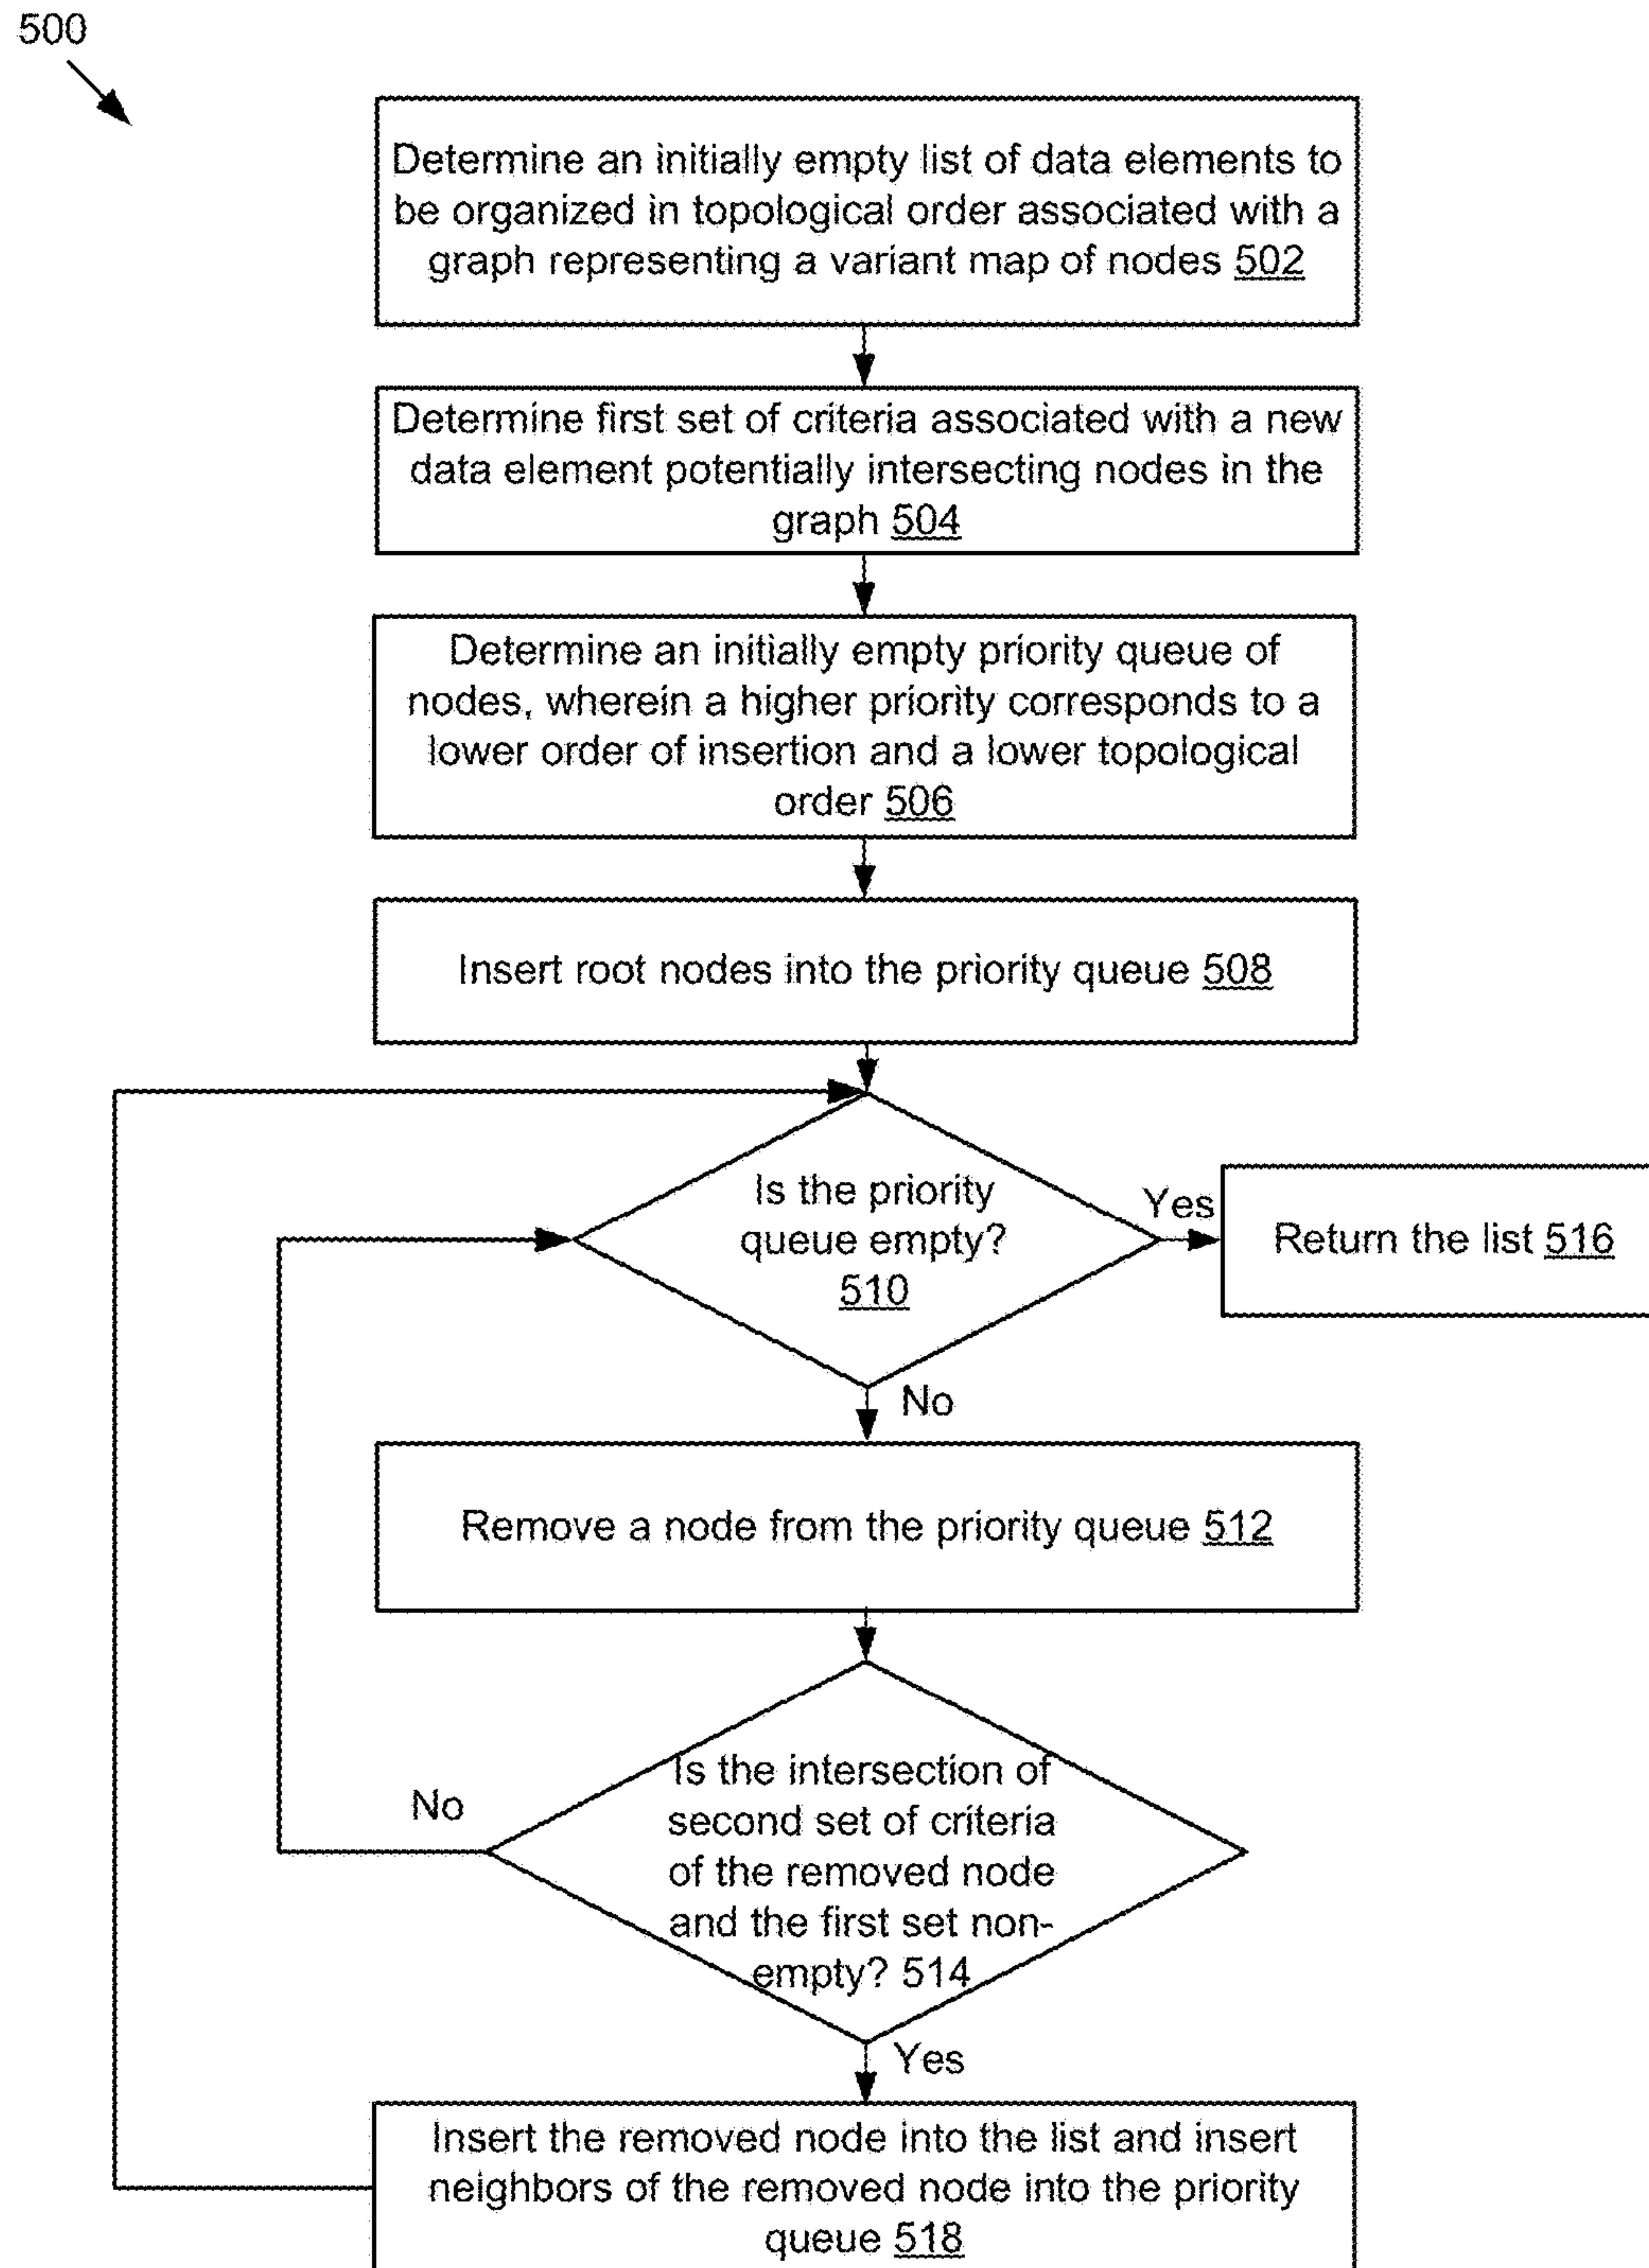 500
Determine an initially empty list of data elements to
be organized in topological order associated with a
graph representing a variant map of nodes 502
Determine first set of criteria associated with a new
data element potentially intersecting nodes in the
graph 504
Determine an initially empty priority queue of
nodes, wherein a higher priority corresponds to a
lower order of insertion and a lower topological
order 506
Insert root nodes into the priority queue 508
Is the priority
queue empty?
510
Yes
Return the list 516
No
Remove a node from the priority queue 512
Is the intersection of
second set of criteria
of the removed node
and the first set non-
empty? 514
No
Yes
Insert the removed node into the list and insert
neighbors of the removed node into the priority
queue 518